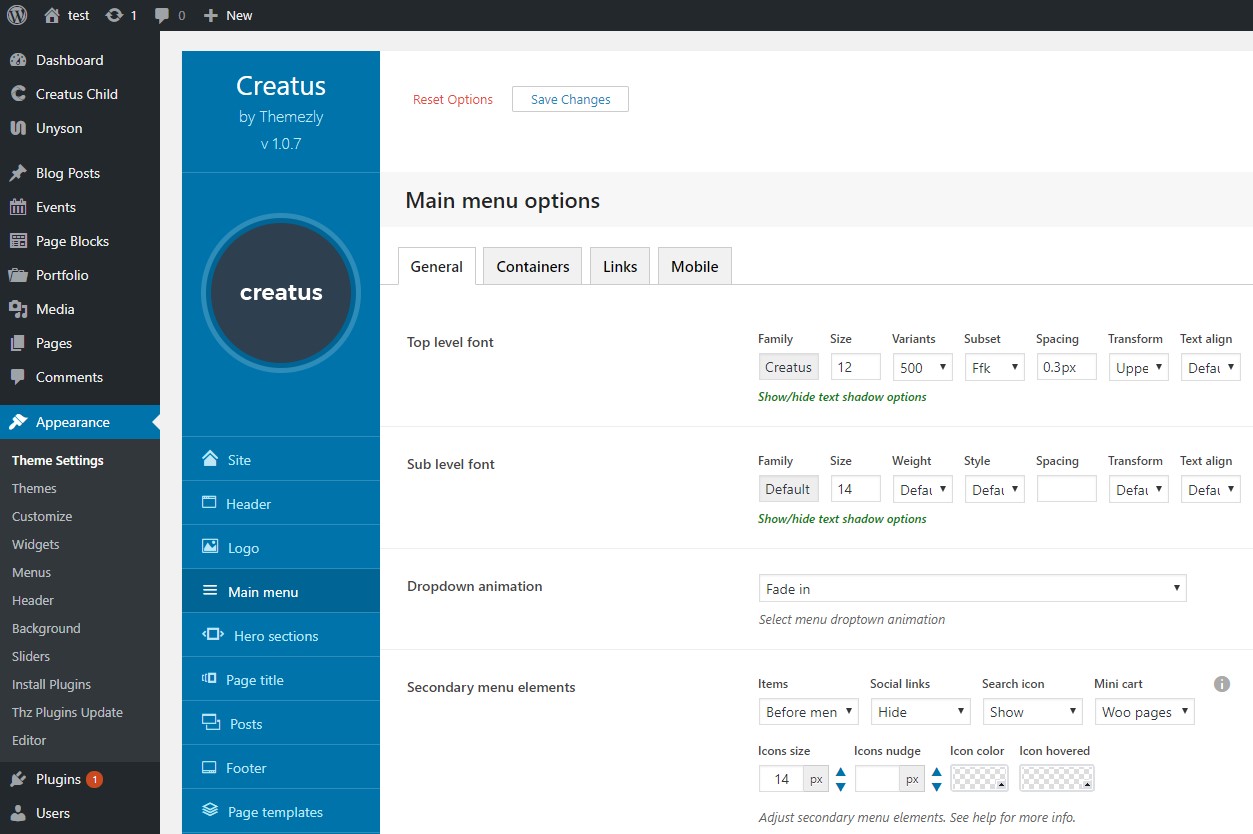 test 1 0 New
Dashboard
Creatus Child
Unyson
Blog Posts
Events
Page Blocks
Portfolio
Media
Pages
Comments
Appearance
Theme Settings
Themes
Customize
Widgets
Menus
Header
Background
Sliders
Install Plugins
Thz Plugins Update
Editor
Plugins 1
Users
Creatus
by Themezly
v 1.0.7
creatus
Site
Header
Logo
Main menu
Hero sections
Page title
Posts
Footer
Page templates
Reset Options Save Changes
Main menu options
General Containers Links Mobile
Top level font
Family Size Variants Subset Spacing Transform Text align
Creatus 12 500 Ffk 0.3px Uppe Defau
Show/hide text shadow options
Sub level font
Family Size Weight Style Spacing Transform Text align
Default 14 Defau Defau Defau Defau
Show/hide text shadow options
Dropdown animation
Fade in
Select menu droptown animation
Secondary menu elements
Items Social links Search icon Mini cart
Before men Hide Show Woo pages
Icons size Icons nudge Icon color Icon hovered
14 px px
Adjust secondary menu elements. See help for more info.